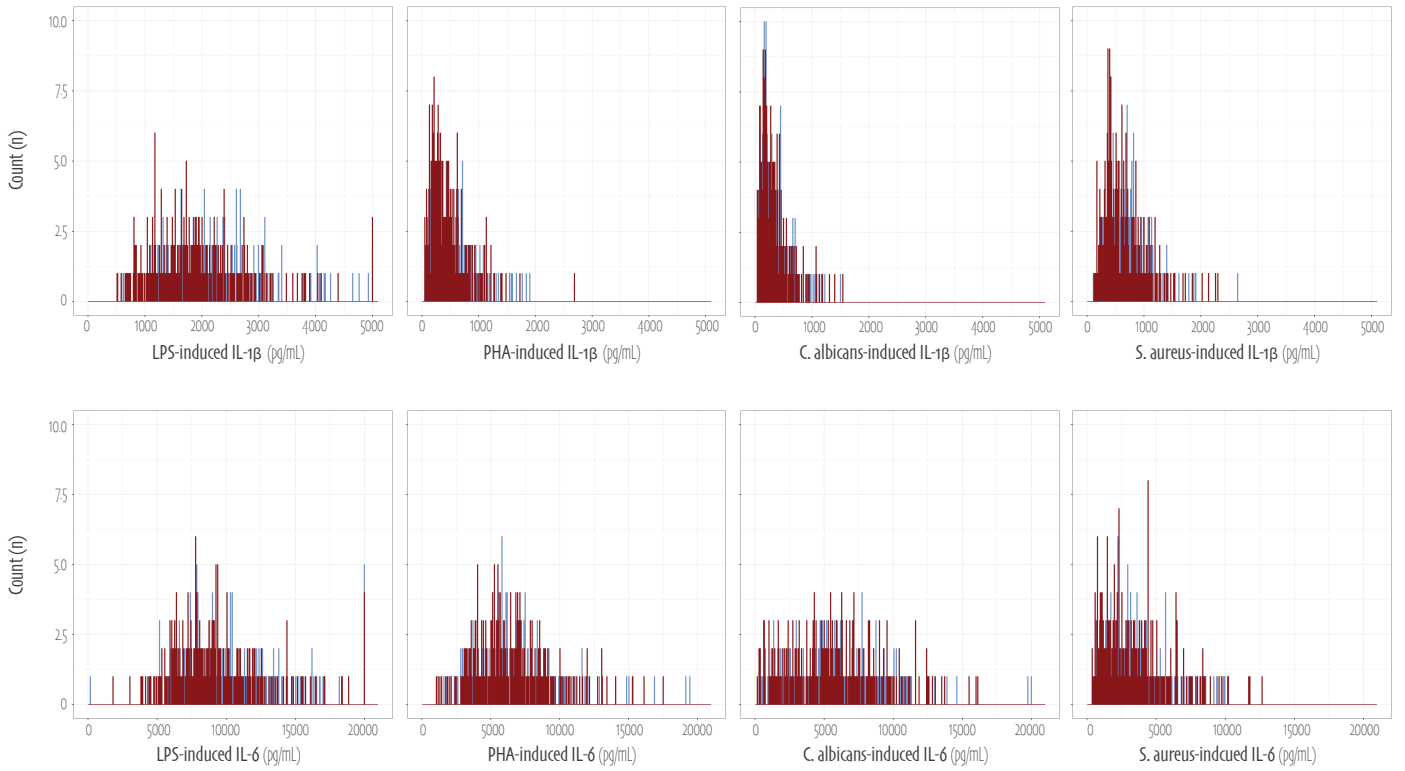 Count (n)
10.0
7.5
5.0
2.5
0
0 1000 2000 3000 4000 5000
LPS-induced IL-1β (pg/mL)
0 1000 2000 3000 4000 5000
PHA-induced IL-1β (pg/mL)
0 1000 2000 3000 4000 5000
C. albicans-induced IL-1β (pg/mL)
0 1000 2000 3000 4000 5000
S. aureus-induced IL-1β (pg/mL)
Count (n)
10.0
7.5
5.0
2.5
0
0 5000 10000 15000 20000
LPS-induced IL-6 (pg/mL)
0 5000 10000 15000 20000
PHA-induced IL-6 (pg/mL)
0 5000 10000 15000 20000
C. albicans-induced IL-6 (pg/mL)
0 5000 10000 15000 20000
S. aureus-indcued IL-6 (pg/mL)